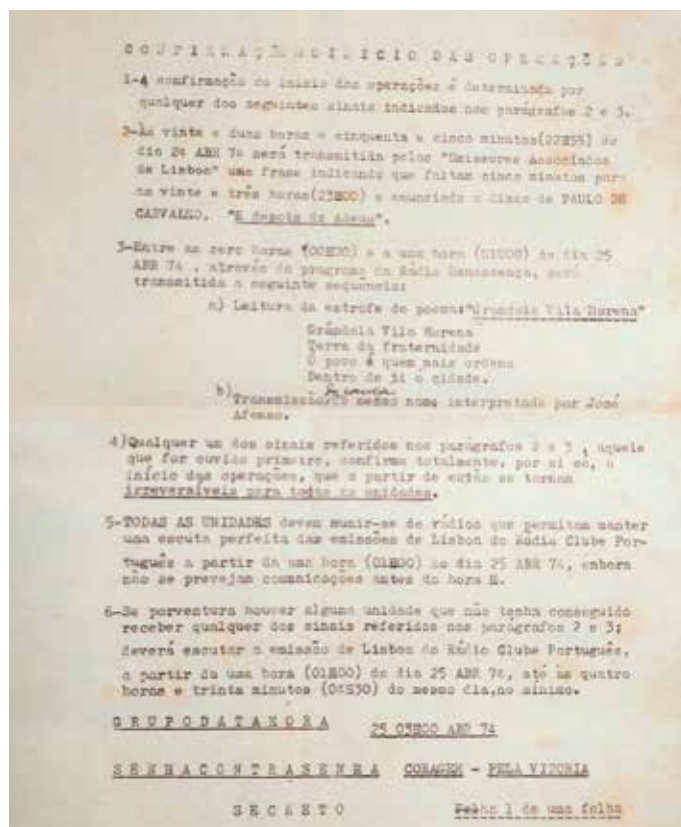 CONFIRMAÇÃO DO INICIO DAS OPERAÇÕES
1-A confirmação do inicio das operações é determinada por
qualquer dos seguintes sinais indicados nos parágrafos 2 e 3.
2-Às vinte e duas horas e cinquenta e cinco minutos(22H55) do
dia 24 ABR 74 será transmitida pelos "Emissores Associados
de Lisboa" uma frase indicando que faltam cinco minutos para
as vinte e três horas(23H00) e anunciado o disco de PAULO DE
CARVALHO, "E depois do Adeus".
3-Entre as zero horas (00H00) e a uma hora (01H00) do dia 25
ABR 74 , através do programa da Rádio Renascença, será
transmitida a seguinte sequência:
a) Leitura da estrofe do poema:"Grândola Vila Morena"
Grândola Vila Morena
Terra da fraternidade
O povo é quem mais ordena
Dentro de ti o cidade.
b)
Transmissão do mesmo nome interpretada por José
Afonso.
4)Qualquer um dos sinais referidos nos parágrafos 2 e 3 , aquele
que for ouvido primeiro, confirma totalmente, por si só, o
início das operações, que a partir de então se tornam
irreversíveis para todas as unidades.
5-TODAS AS UNIDADES devem munir-se de rádios que permitam manter
uma escuta perfeita das emissões de Lisboa do Rádio Clube Por-
tuguês a partir da uma hora (01H00) do dia 25 ABR 74, embora
não se prevejam comunicações antes da hora H.
6-Se porventura houver alguma unidade que não tenha conseguido
receber qualquer dos sinais referidos nos parágrafos 2 e 3;
deverá escutar a emissão de Lisboa do Rádio Clube Português,
a partir da uma hora (01H00) do dia 25 ABR 74, até às quatro
horas e trinta minutos (04H30) do mesmo dia,no mínimo.
GRUPODATAHORA 25 03H00 ABR 74
SENHACONTRASENHA CORAGEM - PELA VITORIA
SECRETO Folha 1 de uma folha